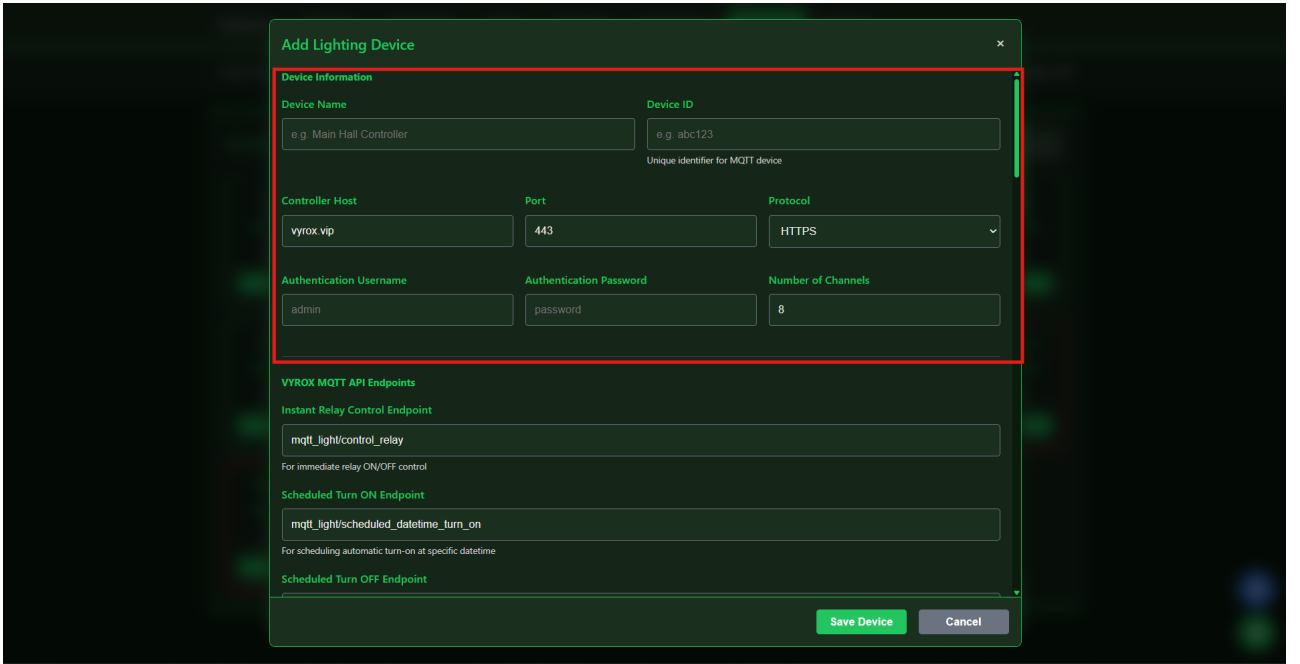 Add Lighting Device
×
Device Information
Device Name
Device ID
e.g. Main Hall Controller
e.g. abc123
Unique identifier for MQTT device
Controller Host
Port
Protocol
vyrox.vip
443
HTTPS
Authentication Username
Authentication Password
Number of Channels
admin
password
8
VYROX MQTT API Endpoints
Instant Relay Control Endpoint
mqtt_light/control_relay
For immediate relay ON/OFF control
Scheduled Turn ON Endpoint
mqtt_light/scheduled_datetime_turn_on
For scheduling automatic turn-on at specific datetime
Scheduled Turn OFF Endpoint
Save Device
Cancel